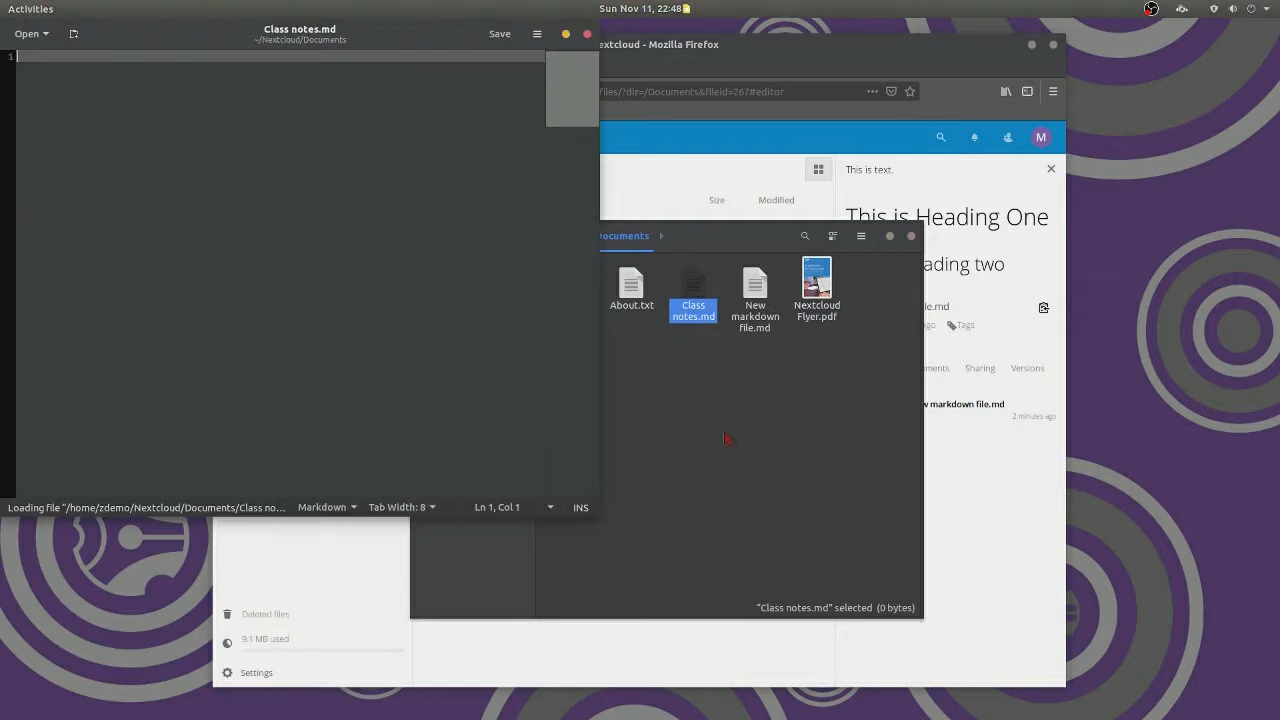 Activities
Sun Nov 11, 22:48
Open
Class notes.md
~/Nextcloud/Documents
Save
1
Loading file "/home/zdemo/Nextcloud/Documents/Class no...
Markdown
Tab Width: 8
Ln 1, Col 1
INS
extcloud - Mozilla Firefox
files/?dir=/Documents&fileid=267#editor
M
This is text.
Size
Modified
This is Heading One
ading two
le.md
go
Tags
ments
Sharing
Versions
w markdown file.md
2 minutes ago
Documents
About.txt
Class
notes.md
New
markdown
file.md
Nextcloud
Flyer.pdf
"Class notes.md" selected (0 bytes)
Deleted files
9.1 MB used
Settings